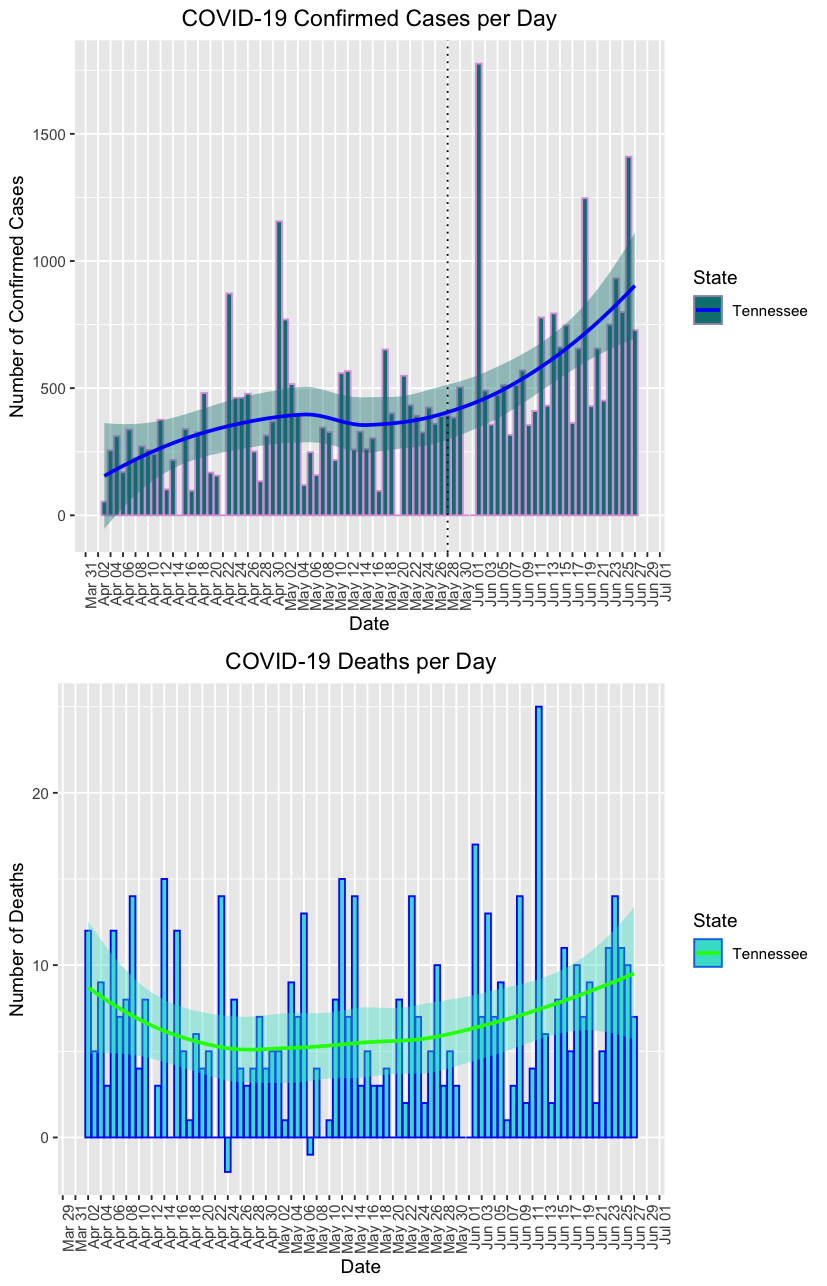 COVID-19 Confirmed Cases per Day
Number of Confirmed Cases
1500
1000
500
0
Mar 31
Apr 02
Apr 04
Apr 06
Apr 08
Apr 10
Apr 12
Apr 14
Apr 16
Apr 18
Apr 20
Apr 22
Apr 24
Apr 26
Apr 28
Apr 30
May 02
May 04
May 06
May 08
May 10
May 12
May 14
May 16
May 18
May 20
May 22
May 24
May 26
May 28
May 30
Jun 01
Jun 03
Jun 05
Jun 07
Jun 09
Jun 11
Jun 13
Jun 15
Jun 17
Jun 19
Jun 21
Jun 23
Jun 25
Jun 27
Jun 29
Jul 01
Date
State
Tennessee
COVID-19 Deaths per Day
Number of Deaths
20
10
0
Mar 29
Mar 31
Apr 02
Apr 04
Apr 06
Apr 08
Apr 10
Apr 12
Apr 14
Apr 16
Apr 18
Apr 20
Apr 22
Apr 24
Apr 26
Apr 28
Apr 30
May 02
May 04
May 06
May 08
May 10
May 12
May 14
May 16
May 18
May 20
May 22
May 24
May 26
May 28
May 30
Jun 01
Jun 03
Jun 05
Jun 07
Jun 09
Jun 11
Jun 13
Jun 15
Jun 17
Jun 19
Jun 21
Jun 23
Jun 25
Jun 27
Jun 29
Jul 01
Date
State
Tennessee